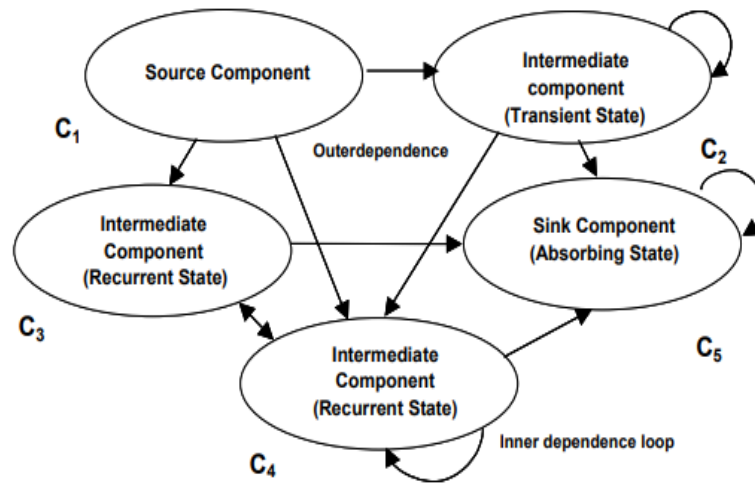 Source Component
Intermediate
component
(Transient State)
C1
Outerdependence
C2
Intermediate
Component
(Recurrent State)
Sink Component
(Absorbing State)
C3
Intermediate
Component
(Recurrent State)
C5
Inner dependence loop
C4